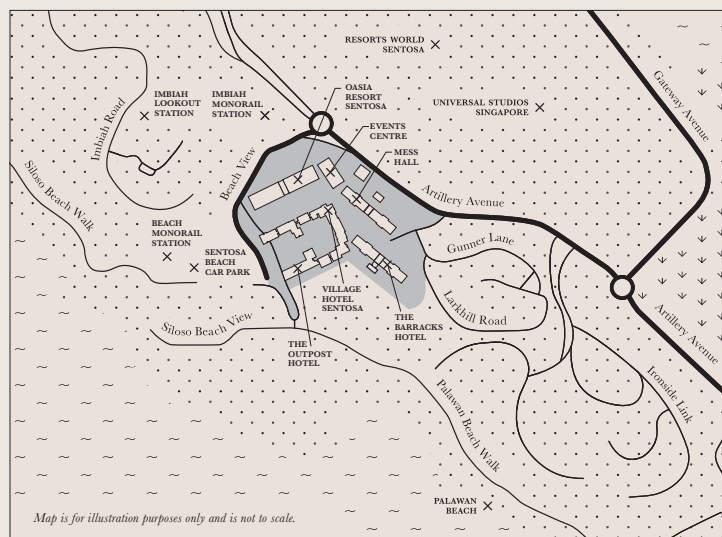 RESORTS WORLD
SENTOSA
Gateway Avenue
OASIA
RESORT
SENTOSA
IMBIAH
LOOKOUT
STATION
IMBIAH
MONORAIL
STATION
UNIVERSAL STUDIOS
SINGAPORE
EVENTS
CENTRE
MESS
HALL
Imbiah Road
Beach View
Siloso Beach Walk
Artillery Avenue
BEACH
MONORAIL
STATION
SENTOSA
BEACH
CAR PARK
Gunner Lane
VILLAGE
HOTEL
SENTOSA
Larkhill Road
Artillery Avenue
Siloso Beach View
THE
BARRACKS
HOTEL
THE
OUTPOST
HOTEL
Ironside Link
Palawan Beach Walk
PALAWAN
BEACH
Map is for illustration purposes only and is not to scale.